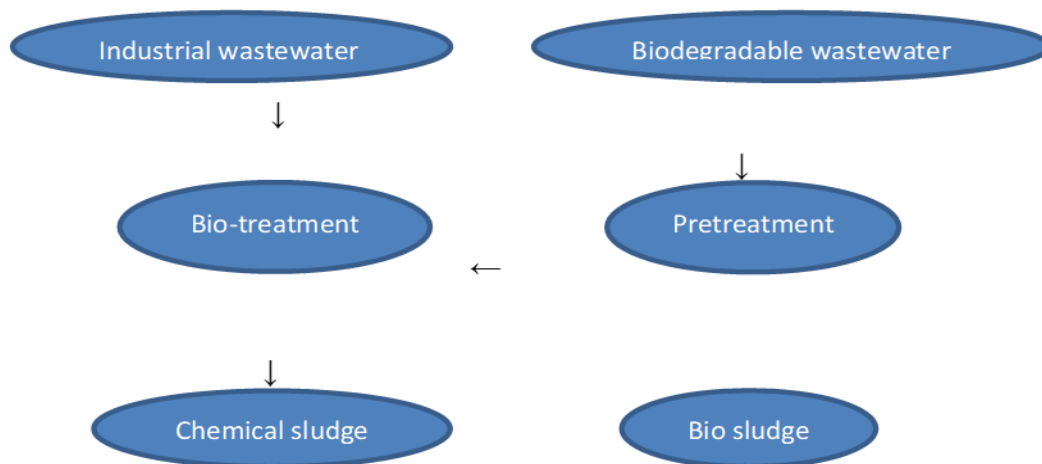 Industrial wastewater
Biodegradable wastewater
↓
↓
Bio-treatment
Pretreatment
←
↓
Chemical sludge
Bio sludge